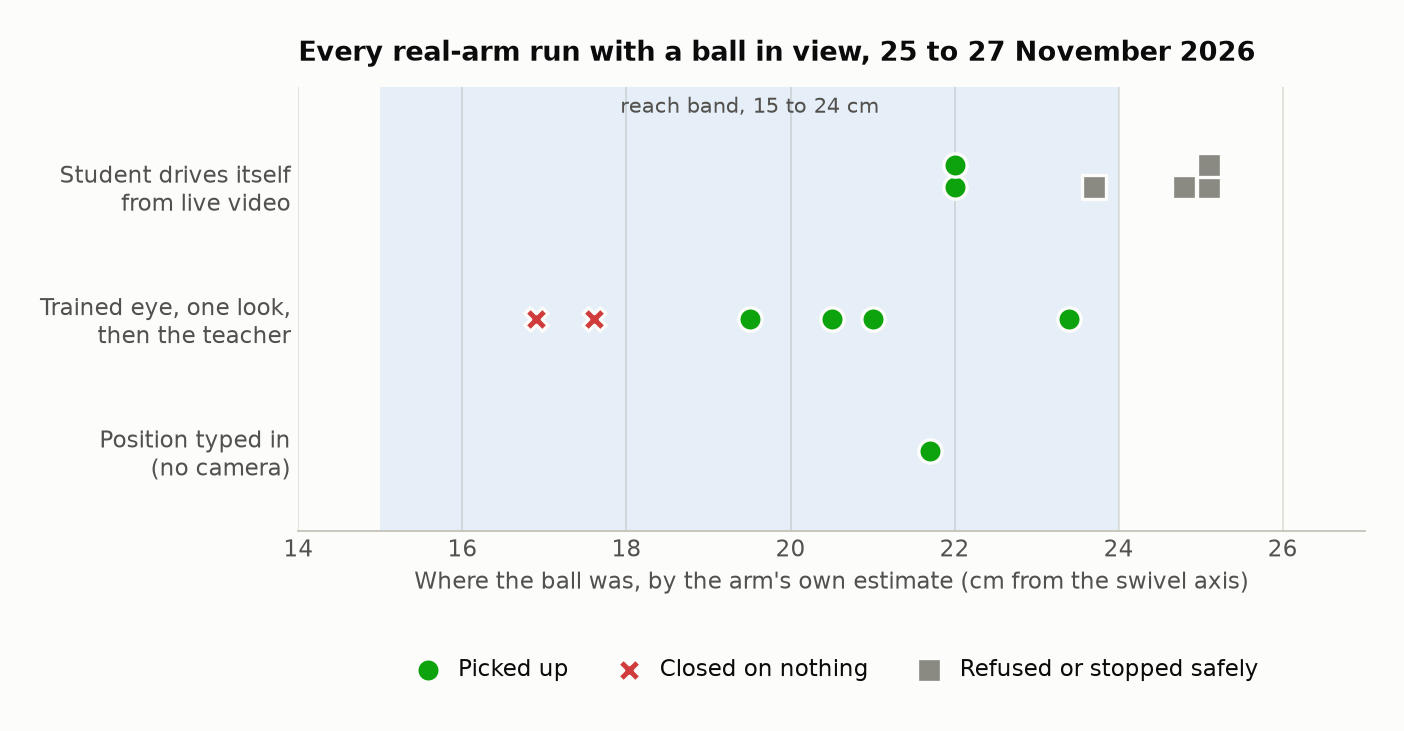 Every real-arm run with a ball in view, 25 to 27 November 2026
reach band, 15 to 24 cm
Student drives itself
from live video
Trained eye, one look,
then the teacher
Position typed in
(no camera)
14 16 18 20 22 24 26
Where the ball was, by the arm's own estimate (cm from the swivel axis)
Picked up Closed on nothing Refused or stopped safely